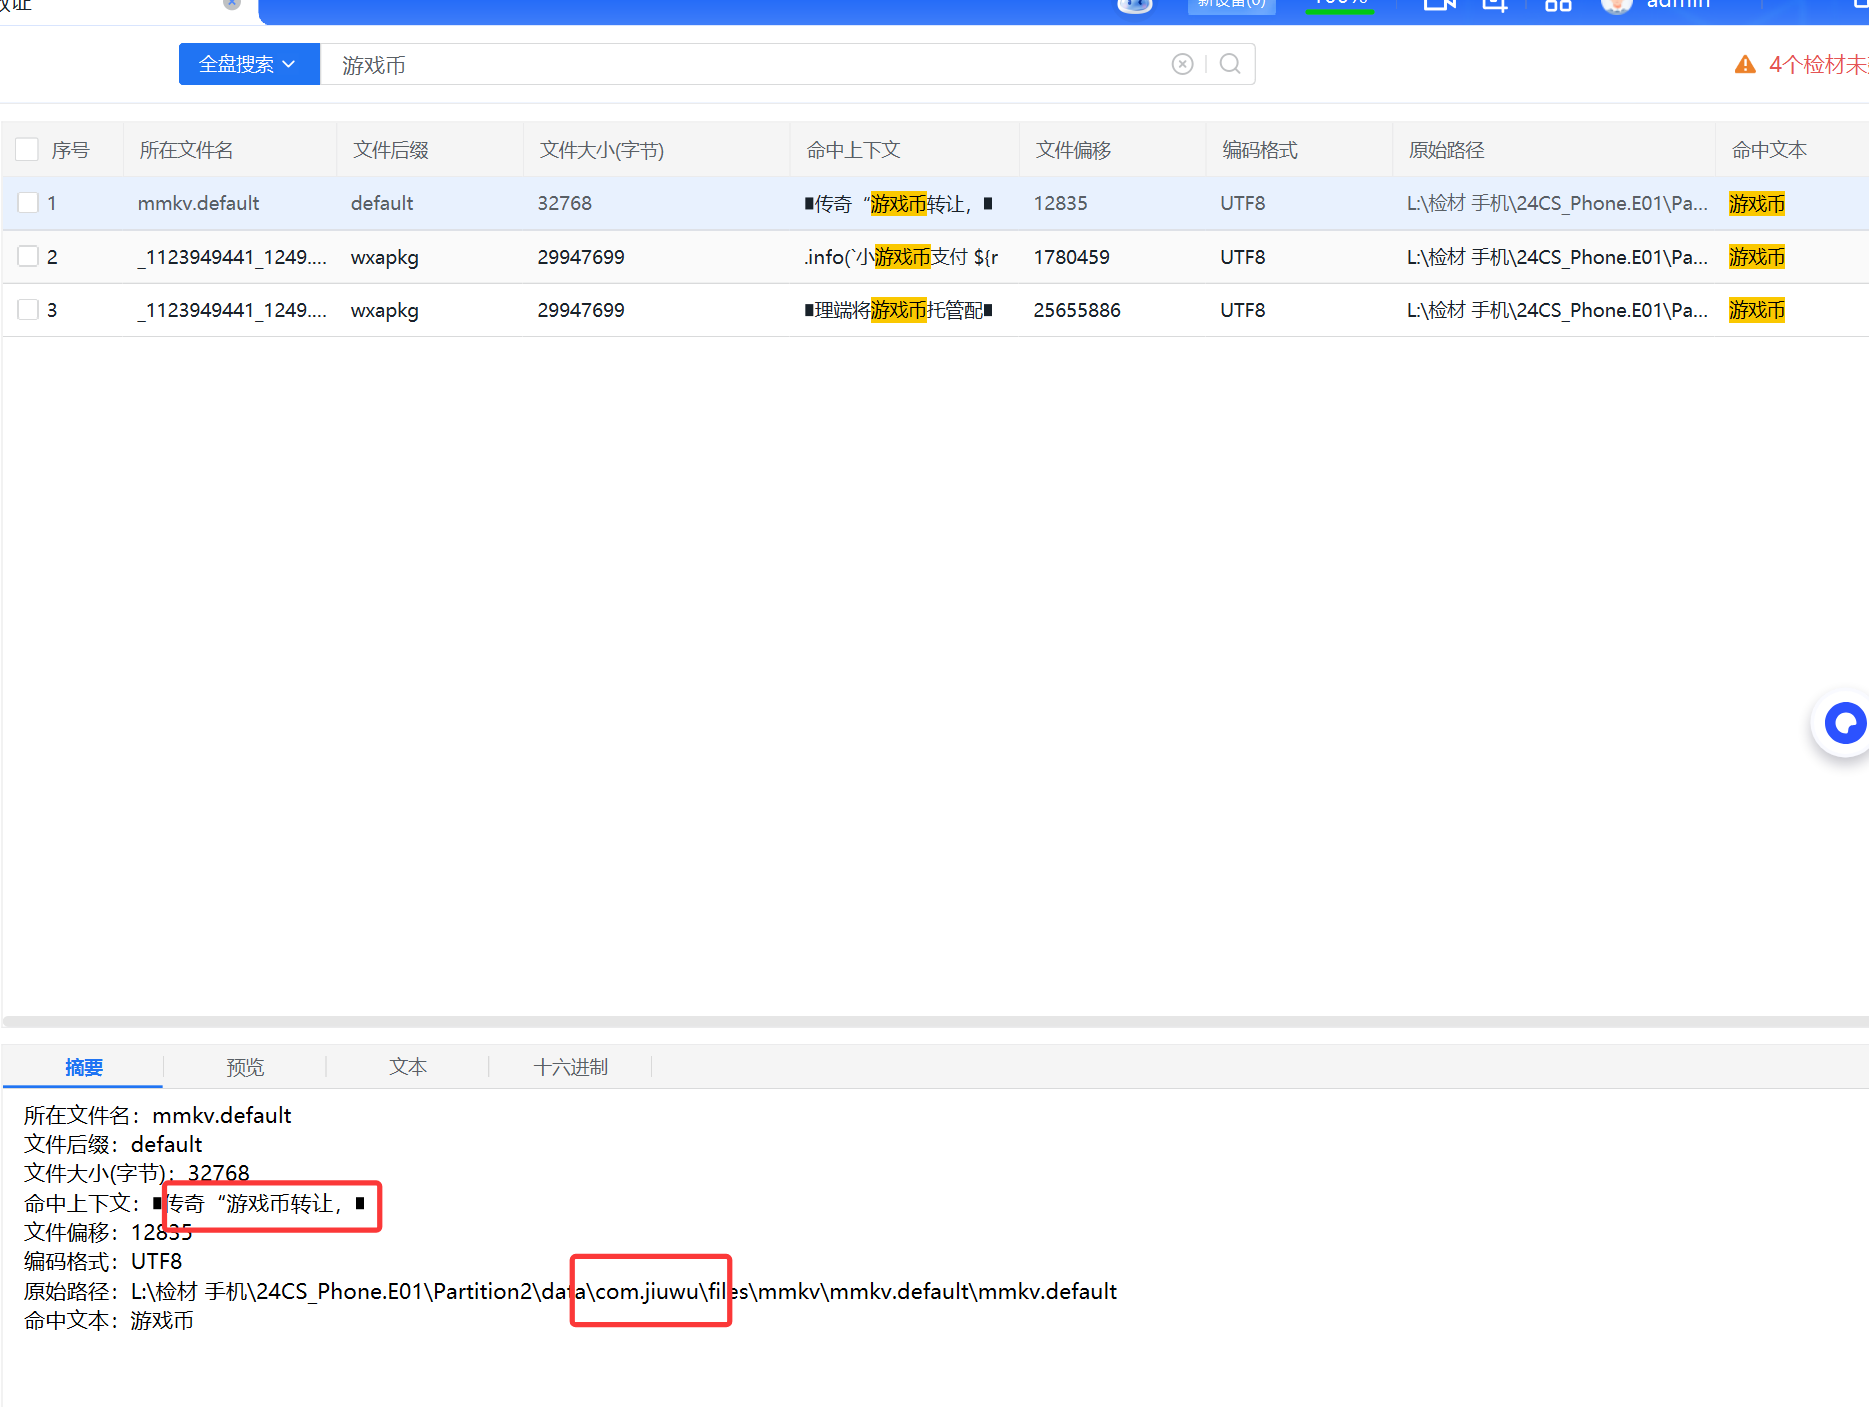 新设备(0)
100%
admin
全盘搜索
游戏币
4个检材未
序号 所在文件名 文件后缀 文件大小(字节) 命中上下文 文件偏移 编码格式 原始路径 命中文本
1 mmkv.default default 32768 ∎传奇“游戏币转让，∎ 12835 UTF8 L:\检材 手机\24CS_Phone.E01\Pa... 游戏币
2 _1123949441_1249.... wxapkg 29947699 .info(`小游戏币支付 ${r 1780459 UTF8 L:\检材 手机\24CS_Phone.E01\Pa... 游戏币
3 _1123949441_1249.... wxapkg 29947699 ∎理端将游戏币托管配∎ 25655886 UTF8 L:\检材 手机\24CS_Phone.E01\Pa... 游戏币
摘要 预览 文本 十六进制
所在文件名：mmkv.default
文件后缀：default
文件大小(字节)：32768
命中上下文：∎传奇“游戏币转让，∎
文件偏移：12835
编码格式：UTF8
原始路径：L:\检材 手机\24CS_Phone.E01\Partition2\data\com.jiuwu\files\mmkv\mmkv.default\mmkv.default
命中文本：游戏币